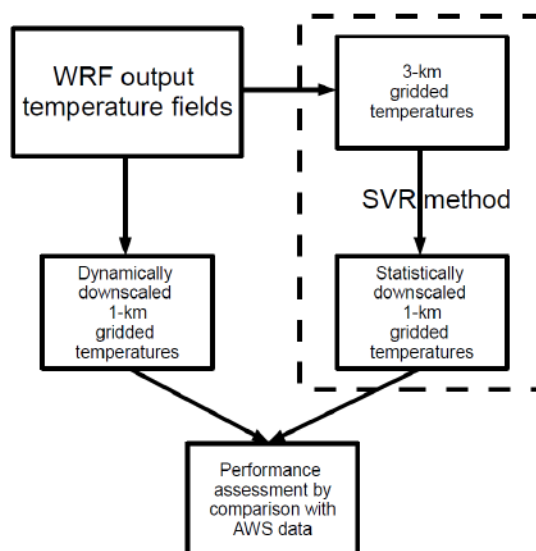 WRF output
temperature fields
3-km
gridded
temperatures
SVR method
Dynamically
downscaled
1-km
gridded
temperatures
Statistically
downscaled
1-km
gridded
temperatures
Performance
assessment by
comparison with
AWS data